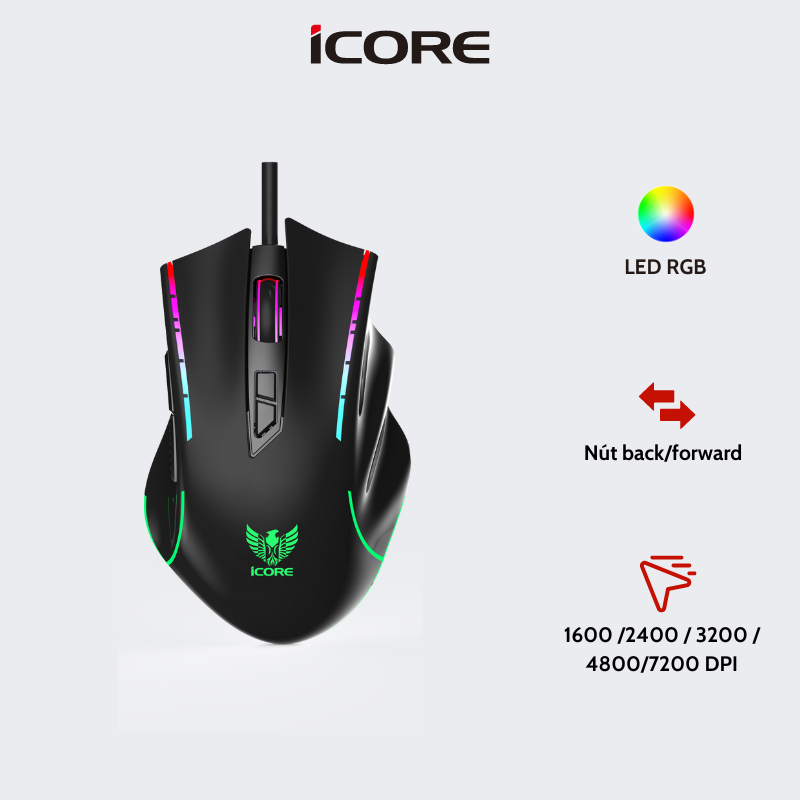 iCORE
iCORE
LED RGB
Nút back/forward
1600 /2400 / 3200 /
4800/7200 DPI